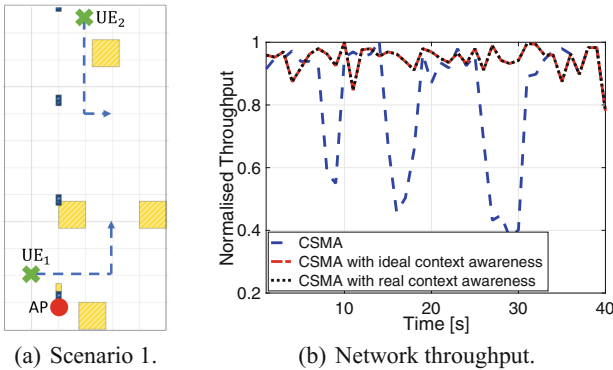 UE₂
UE₁
AP
(a) Scenario 1.
Normalised Throughput
1
0.8
0.6
0.4
0.2
CSMA
CSMA with ideal context awareness
CSMA with real context awareness
10 20 30 40
Time [s]
(b) Network throughput.